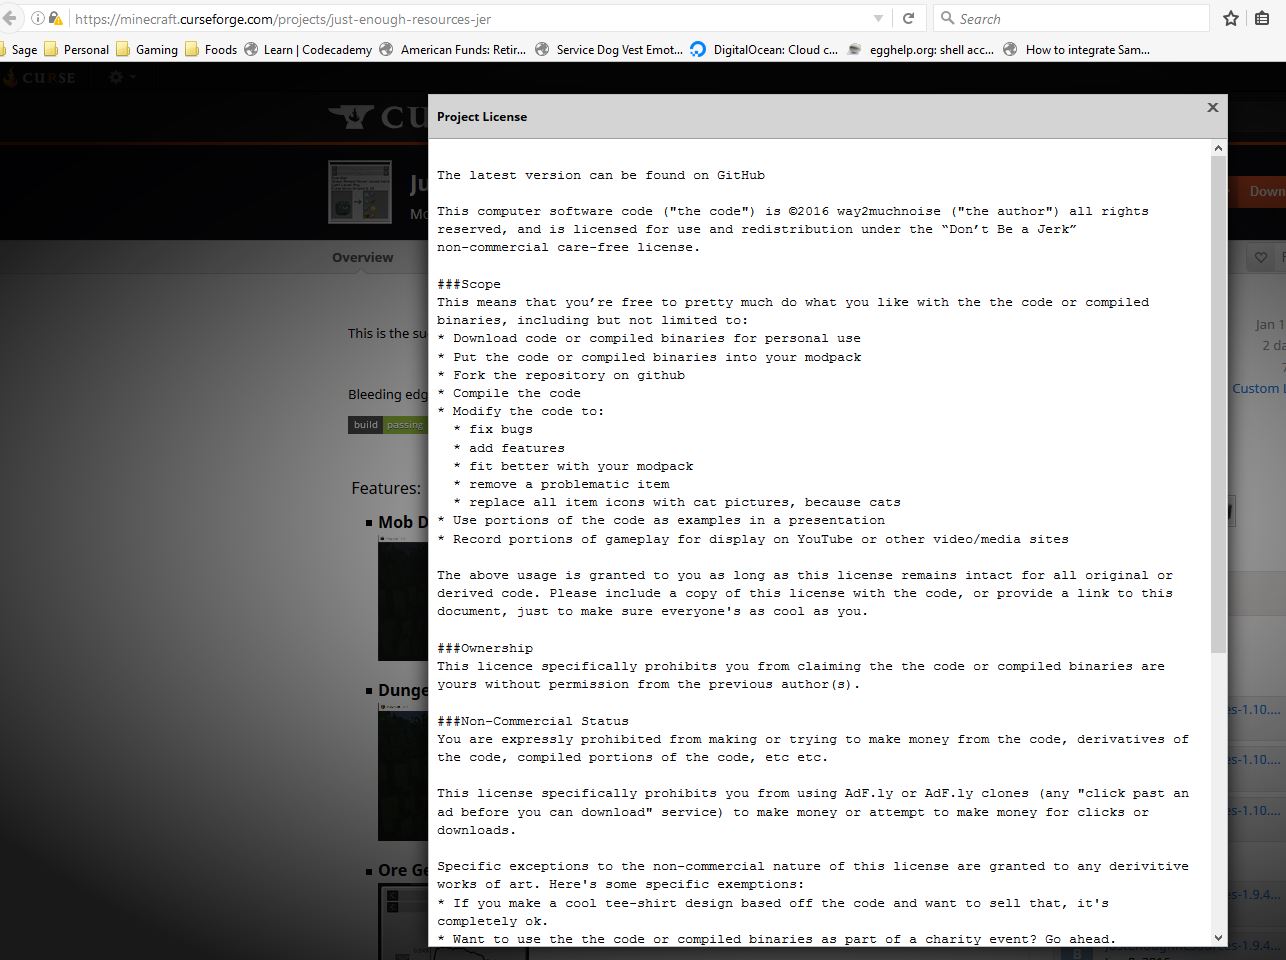 https://minecraft.curseforge.com/projects/just-enough-resources-jer
Search
Sage Personal Gaming Foods Learn | Codecademy American Funds: Retir... Service Dog Vest Emot... DigitalOcean: Cloud c... egghelp.org: shell acc... How to integrate Sam...
CURSE
CU
Project License
Ju
Mo
Down
Overview
The latest version can be found on GitHub
This computer software code ("the code") is ©2016 way2muchnoise ("the author") all rights
reserved, and is licensed for use and redistribution under the “Don’t Be a Jerk”
non-commercial care-free license.
###Scope
This means that you’re free to pretty much do what you like with the the code or compiled
binaries, including but not limited to:
* Download code or compiled binaries for personal use
* Put the code or compiled binaries into your modpack
* Fork the repository on github
* Compile the code
* Modify the code to:
* fix bugs
* add features
* fit better with your modpack
* remove a problematic item
* replace all item icons with cat pictures, because cats
* Use portions of the code as examples in a presentation
* Record portions of gameplay for display on YouTube or other video/media sites
The above usage is granted to you as long as this license remains intact for all original or
derived code. Please include a copy of this license with the code, or provide a link to this
document, just to make sure everyone's as cool as you.
###Ownership
This licence specifically prohibits you from claiming the the code or compiled binaries are
yours without permission from the previous author(s).
###Non-Commercial Status
You are expressly prohibited from making or trying to make money from the code, derivatives of
the code, compiled portions of the code, etc etc.
This license specifically prohibits you from using AdF.ly or AdF.ly clones (any "click past an
ad before you can download" service) to make money or attempt to make money for clicks or
downloads.
Specific exceptions to the non-commercial nature of this license are granted to any derivitive
works of art. Here's some specific exemptions:
* If you make a cool tee-shirt design based off the code and want to sell that, it's
completely ok.
* Want to use the the code or compiled binaries as part of a charity event? Go ahead.
This is the su
Bleeding edg
build passing
Features:
Mob D
Dunge
Ore Ge
Jan 1
2 da
Custom L
es-1.10....
es-1.10....
es-1.10....
es-1.9.4...
es-1.9.4...